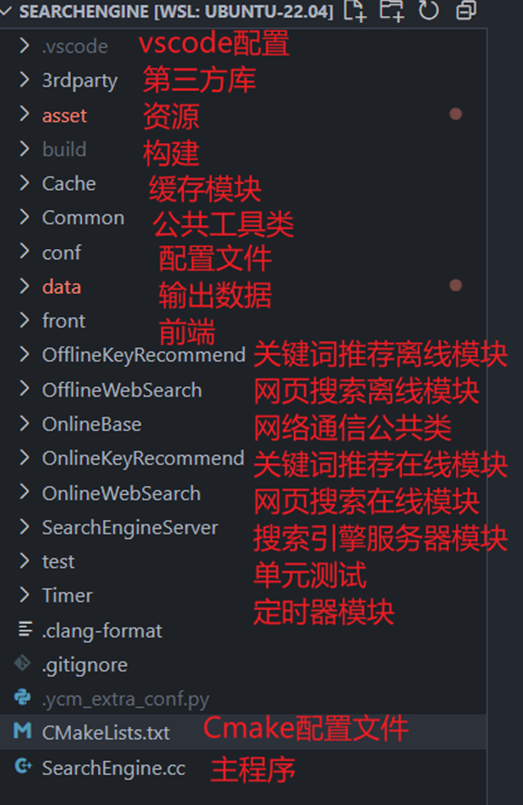 SEARCHENGINE [WSL: UBUNTU-22.04]
.vscode vscode配置
3rdparty 第三方库
asset 资源
build 构建
Cache 缓存模块
Common 公共工具类
conf 配置文件
data 输出数据
front 前端
OfflineKeyRecommend 关键词推荐离线模块
OfflineWebSearch 网页搜索离线模块
OnlineBase 网络通信公共类
OnlineKeyRecommend 关键词推荐在线模块
OnlineWebSearch 网页搜索在线模块
SearchEngineServer 搜索引擎服务器模块
test 单元测试
Timer 定时器模块
.clang-format
.gitignore
.ycm_extra_conf.py
CMakeLists.txt Cmake配置文件
SearchEngine.cc 主程序